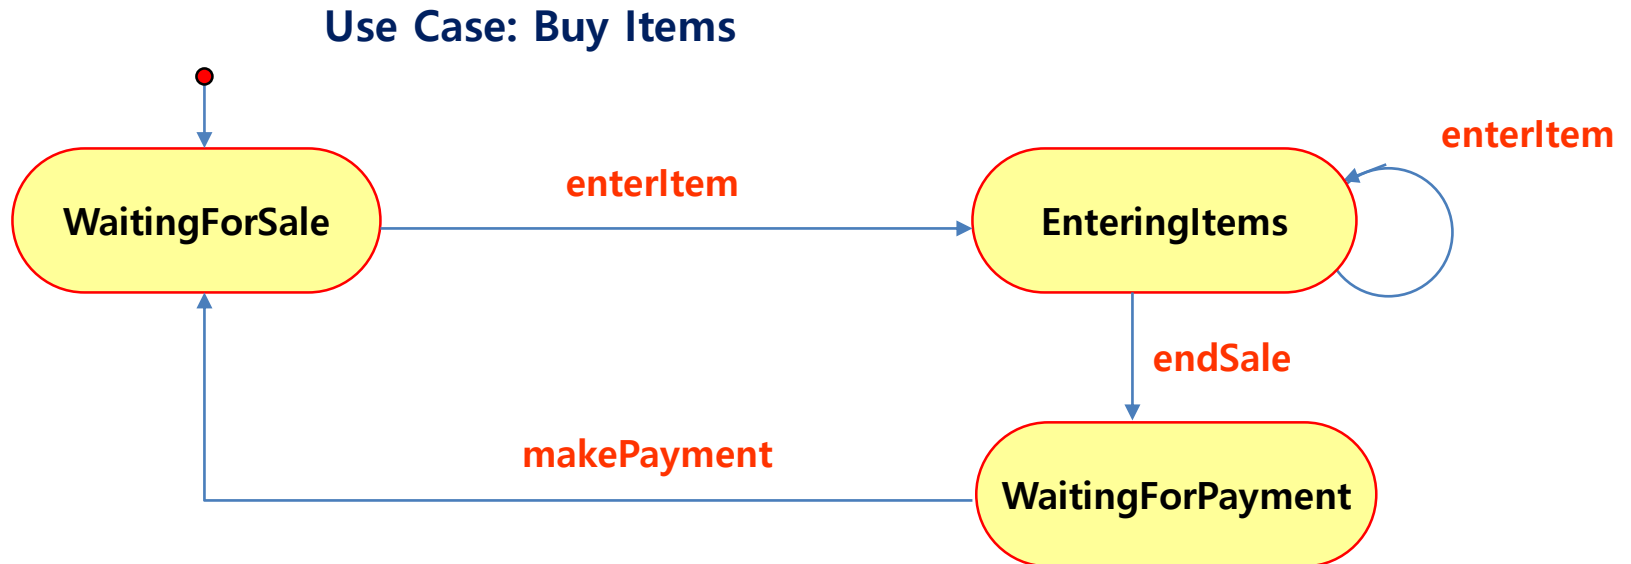 Use Case: Buy Items
enterItem
enterItem
WaitingForSale
EnteringItems
endSale
makePayment
WaitingForPayment